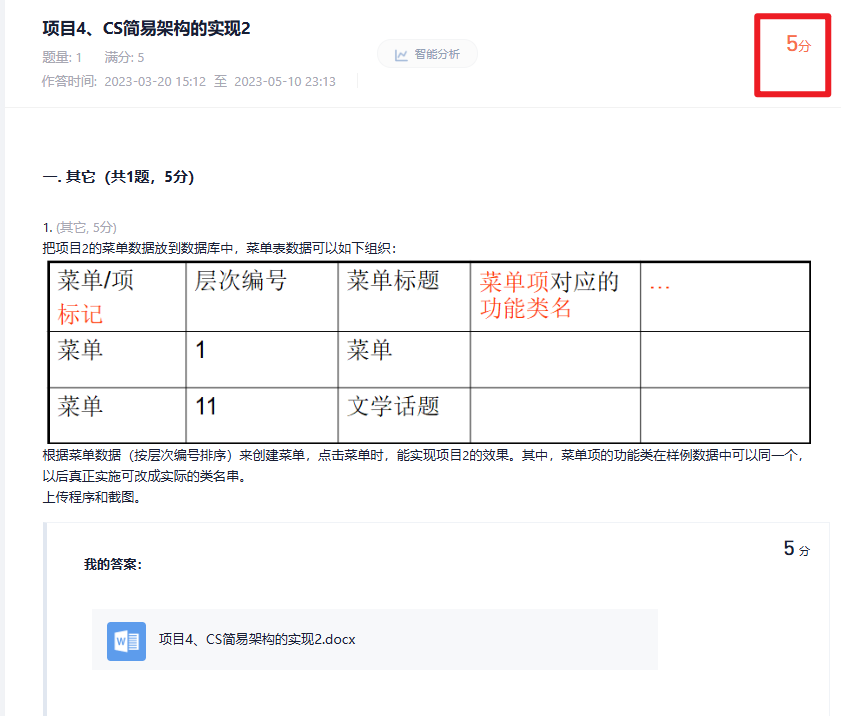 项目4、CS简易架构的实现2
题量: 1 满分: 5
作答时间: 2023-03-20 15:12 至 2023-05-10 23:13
智能分析
5分
一. 其它（共1题，5分）
1. (其它, 5分)
把项目2的菜单数据放到数据库中，菜单表数据可以如下组织：
菜单/项标记 层次编号 菜单标题 菜单项对应的功能类名 …
菜单 1 菜单
菜单 11 文学话题
根据菜单数据（按层次编号排序）来创建菜单，点击菜单时，能实现项目2的效果。其中，菜单项的功能类在样例数据中可以同一个，
以后真正实施可改成实际的类名串。
上传程序和截图。
5 分
我的答案：
W
项目4、CS简易架构的实现2.docx